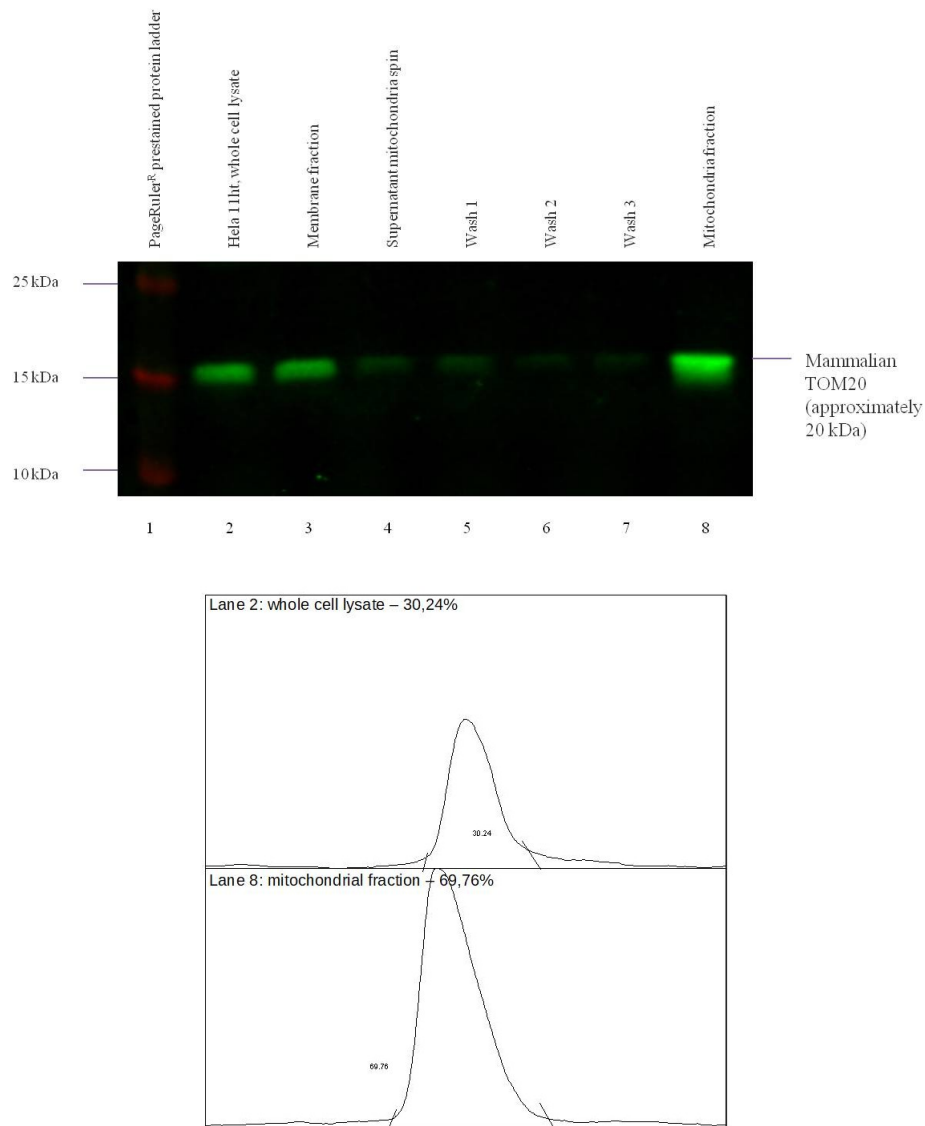 PageRulerᴿ prestained protein ladder
Hela 11ht, whole cell lysate
Membrane fraction
Supernatant mitochondria spin
Wash 1
Wash 2
Wash 3
Mitochondria fraction
25 kDa
15 kDa
10 kDa
Mammalian
TOM20
(approximately
20 kDa)
1 2 3 4 5 6 7 8
Lane 2: whole cell lysate – 30,24%
30.24
Lane 8: mitochondrial fraction – 69,76%
69.76